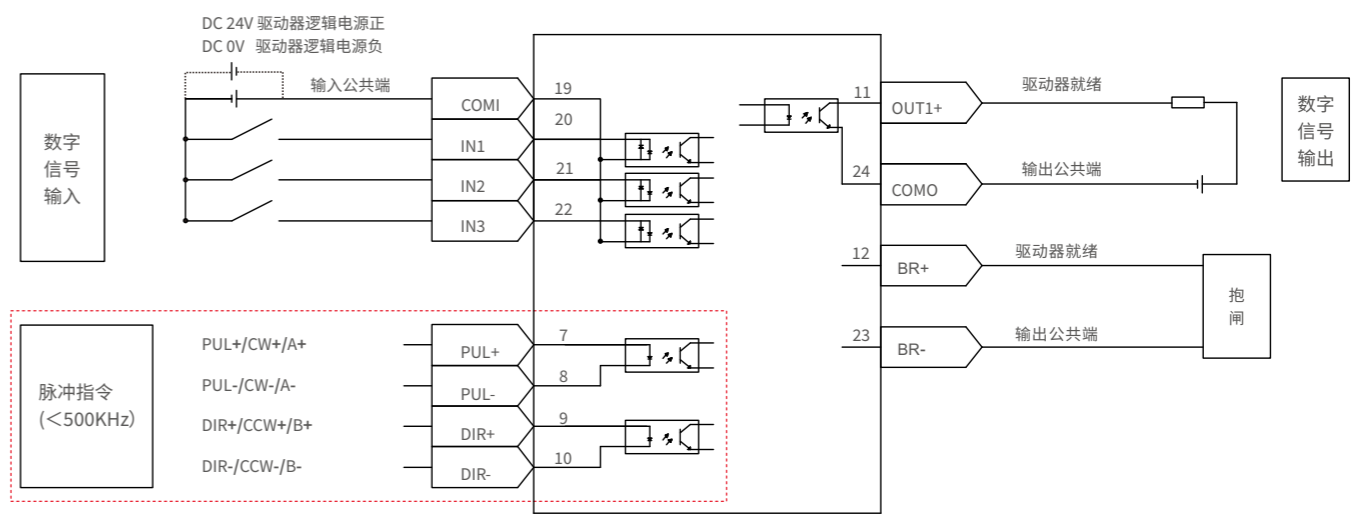 DC 24V 驱动器逻辑电源正
DC 0V 驱动器逻辑电源负
数字
信号
输入
输入公共端
COMI
19
IN1
20
IN2
21
IN3
22
11
OUT1+
驱动器就绪
24
COMO
输出公共端
数字
信号
输出
12
BR+
驱动器就绪
23
BR-
输出公共端
抱
闸
脉冲指令
(＜500KHz)
PUL+/CW+/A+
PUL+
7
PUL-/CW-/A-
PUL-
8
DIR+/CCW+/B+
DIR+
9
DIR-/CCW-/B-
DIR-
10